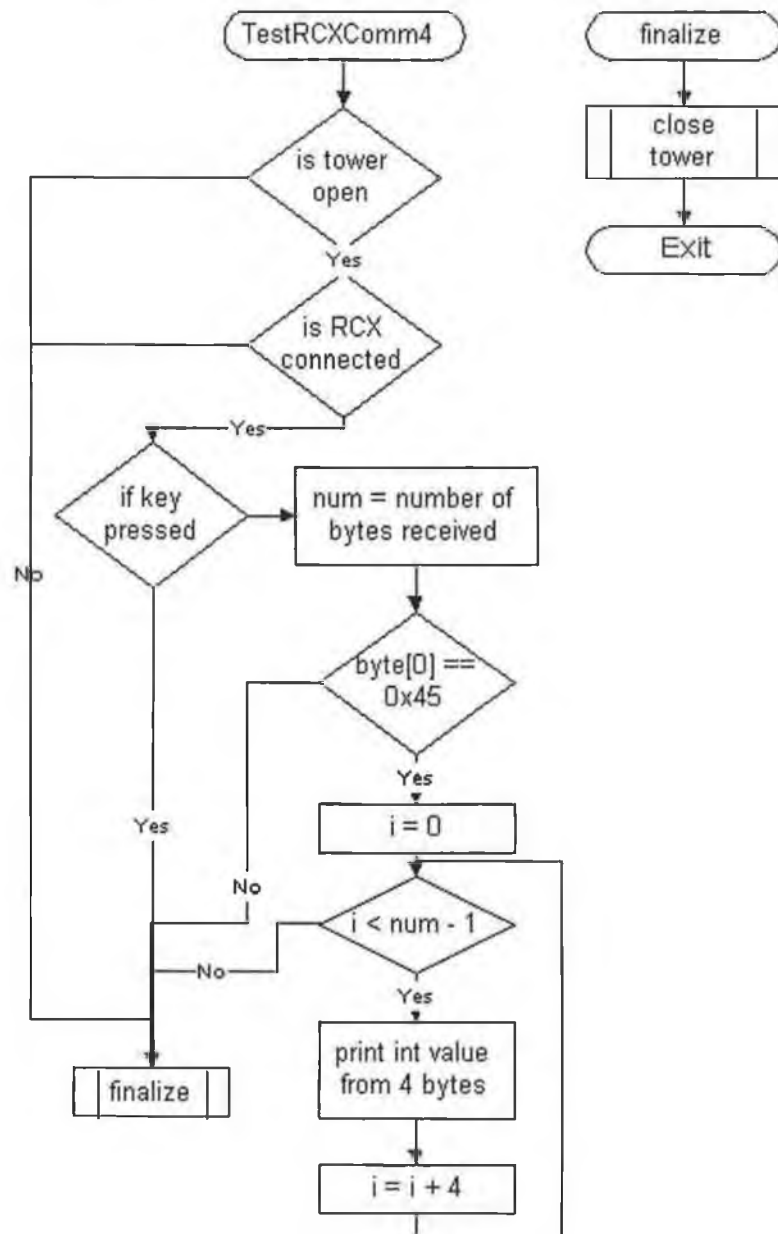 TestRCXComm4
finalize
is tower
open
close
tower
Yes
Exit
is RCX
connected
Yes
if key
pressed
num = number of
bytes received
No
byte[0] ==
0x45
Yes
i = 0
Yes
No
i < num - 1
No
Yes
print int value
from 4 bytes
finalize
i = i + 4